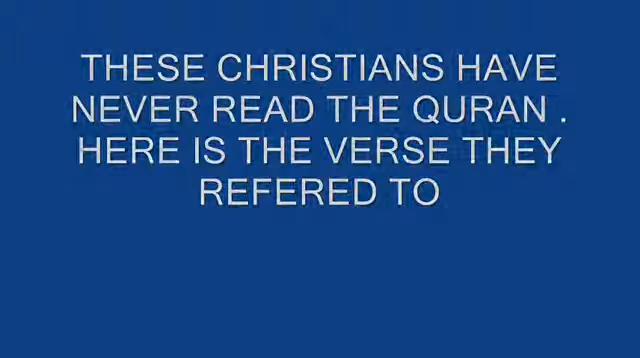 THESE CHRISTIANS HAVE
NEVER READ THE QURAN .
HERE IS THE VERSE THEY
REFERED TO